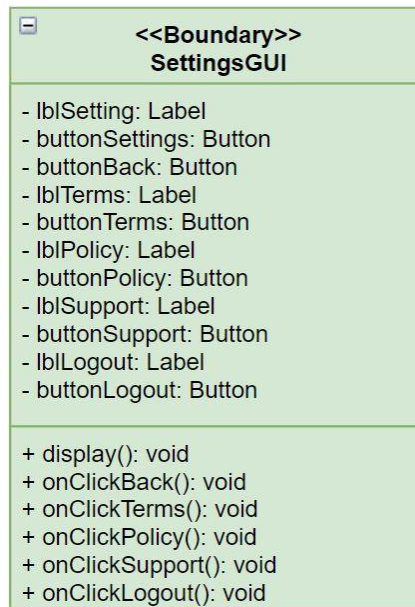 <<Boundary>>
SettingsGUI
- lblSetting: Label
- buttonSettings: Button
- buttonBack: Button
- lblTerms: Label
- buttonTerms: Button
- lblPolicy: Label
- buttonPolicy: Button
- lblSupport: Label
- buttonSupport: Button
- lblLogout: Label
- buttonLogout: Button
+ display(): void
+ onClickBack(): void
+ onClickTerms(): void
+ onClickPolicy(): void
+ onClickSupport(): void
+ onClickLogout(): void